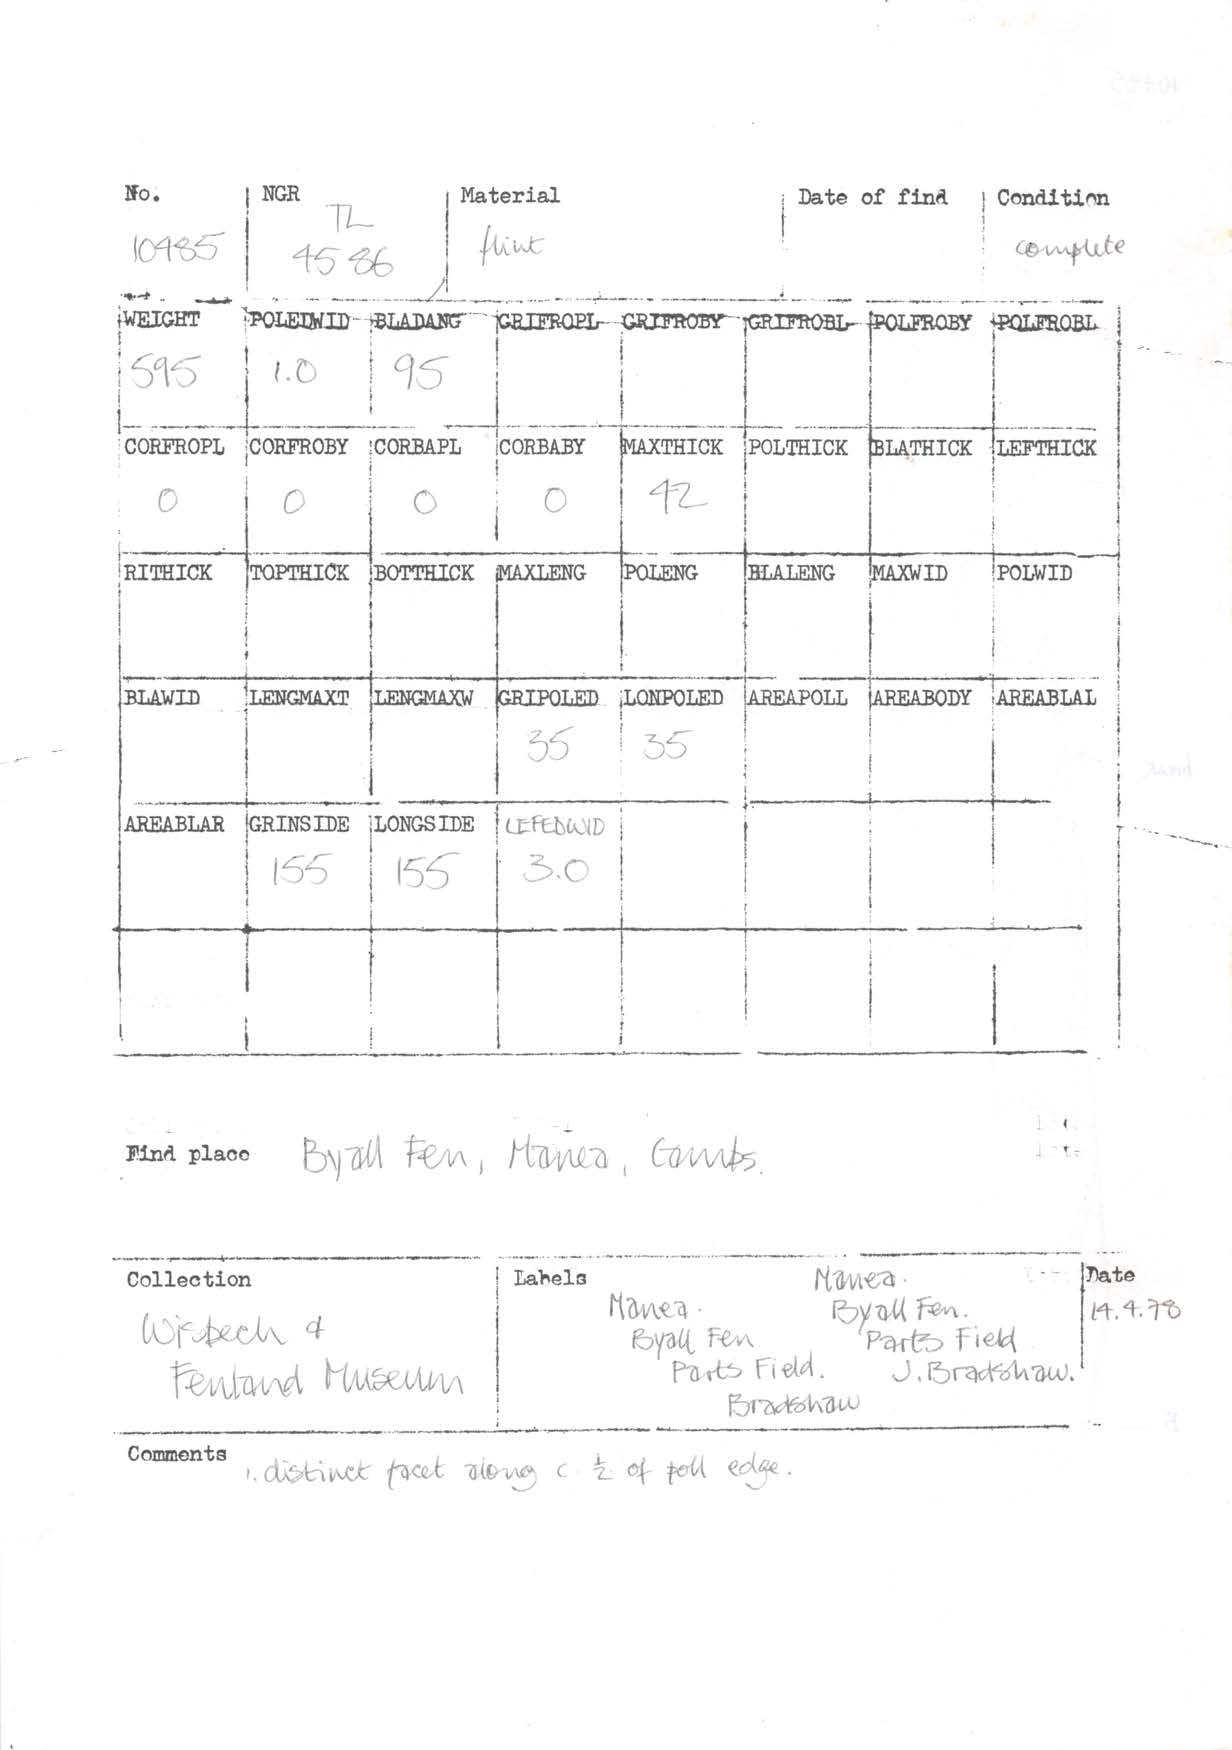 No. NGR Material Date of find Condition
TL
10485 45 86 flint complete
WEIGHT POLEDWID BLADANG GRIFROPL GRIFROBY GRIFROBL POLFROBY POLFROBL
595 1.0 95
CORFROPL CORFROBY CORBAPL CORBABY MAXTHICK POLTHICK BLATHICK LEFTHICK
0 0 0 0 42
RITHICK TOPTHICK BOTTHICK MAXLENG POLENG BLALENG MAXWID POLWID
BLAWID LENGMAXT LENGMAXW GRIPOLED LONPOLED AREAPOLL AREABODY AREABLAL
35 35
AREABLAR GRINSIDE LONGSIDE LEFEDWID
155 155 3.0
Find place Byall Fen, Manea, Cambs.
Collection
Wisbech &
Fenland Museum
Labels
Manea.
Byall Fen
Parts Field.
Bradshaw
Manea.
Byall Fen.
Parts Field
J. Bradshaw.
Date
14.4.78
Comments
1. distinct facet along c. ½ of poll edge.